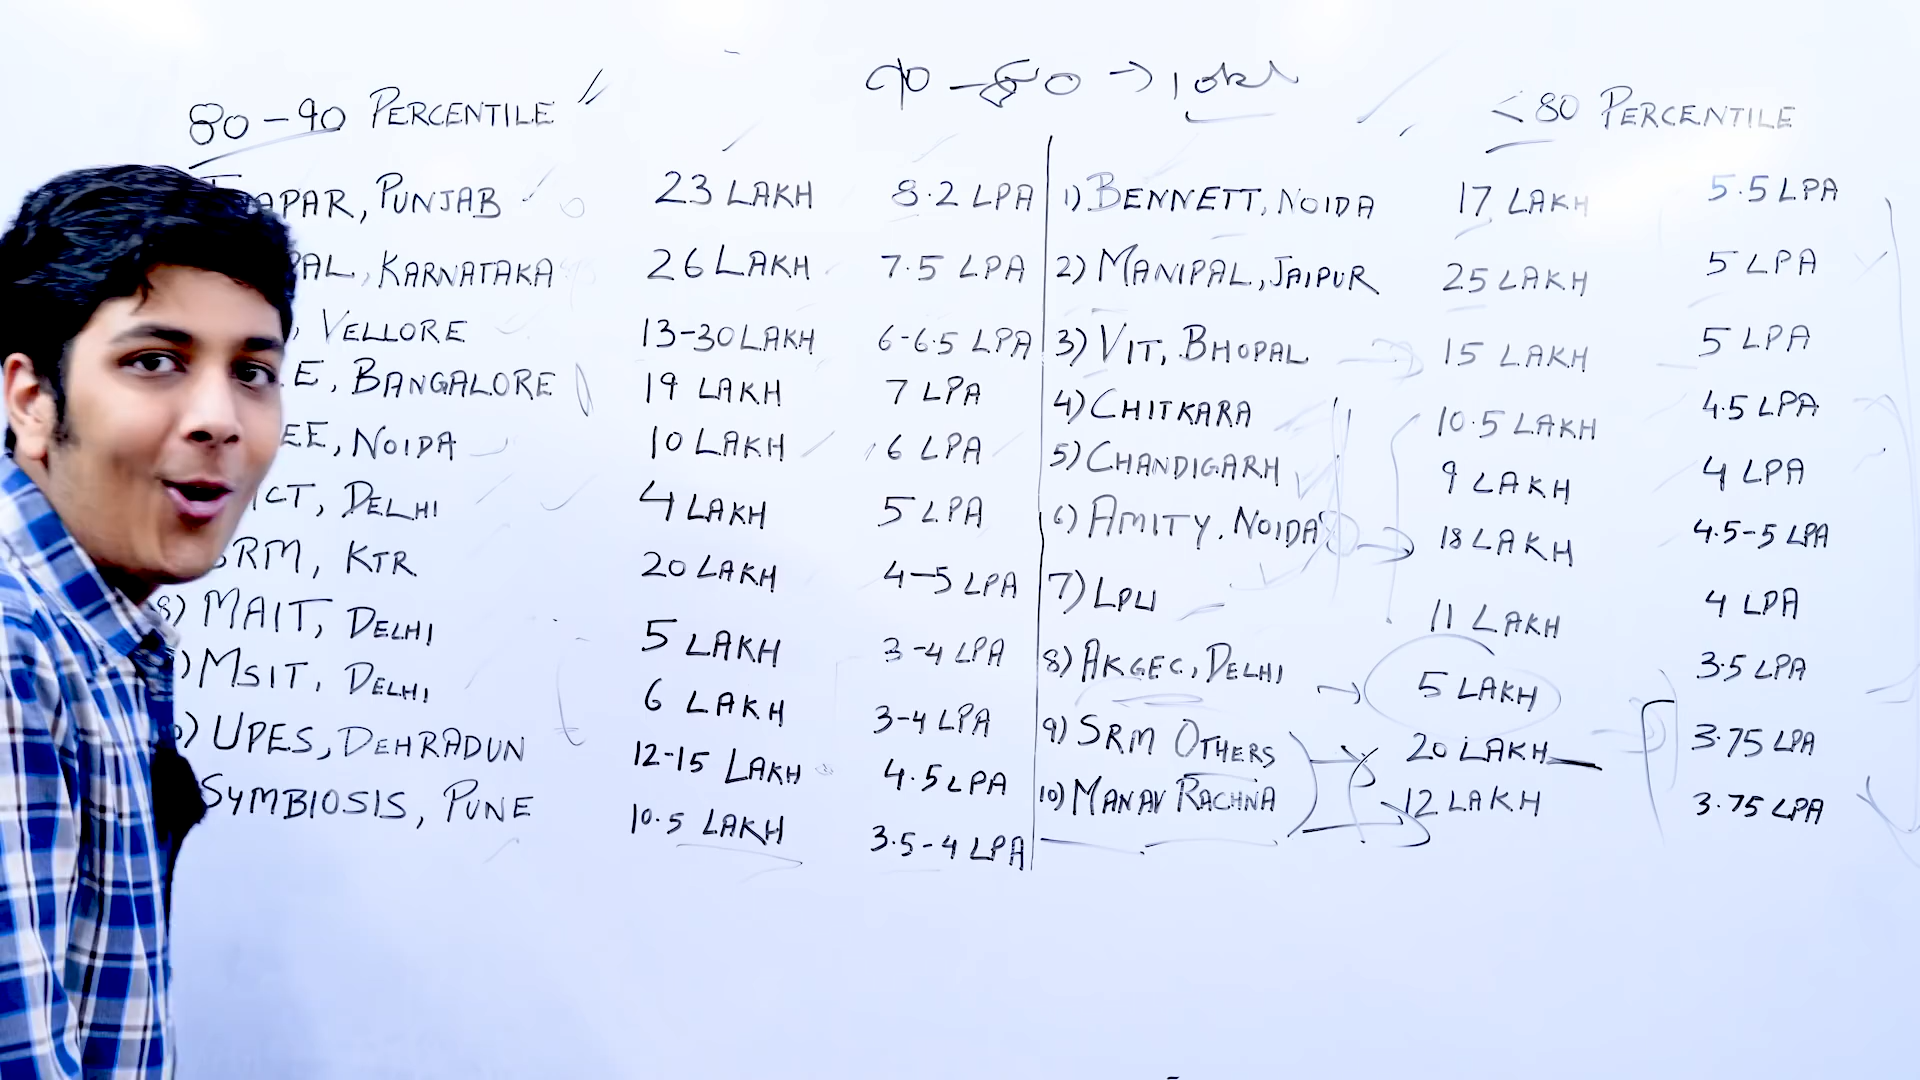 80-90 PERCENTILE
90-80 →
< 80 PERCENTILE
APAR, PUNJAB 23 LAKH 8.2 LPA
PAL, KARNATAKA 26 LAKH 7.5 LPA
, VELLORE 13-30 LAKH 6-6.5 LPA
E, BANGALORE 19 LAKH 7 LPA
EE, NOIDA 10 LAKH 6 LPA
CT, DELHI 4 LAKH 5 LPA
SRM, KTR 20 LAKH 4-5 LPA
8) MAIT, DELHI 5 LAKH 3-4 LPA
) MSIT, DELHI 6 LAKH 3-4 LPA
) UPES, DEHRADUN 12-15 LAKH 4.5 LPA
SYMBIOSIS, PUNE 10.5 LAKH 3.5-4 LPA
1) BENNETT, NOIDA 17 LAKH 5.5 LPA
2) MANIPAL, JAIPUR 25 LAKH 5 LPA
3) VIT, BHOPAL 15 LAKH 5 LPA
4) CHITKARA 10.5 LAKH 4.5 LPA
5) CHANDIGARH 9 LAKH 4 LPA
6) AMITY, NOIDA 18 LAKH 4.5-5 LPA
7) LPU 11 LAKH 4 LPA
8) AKGEC, DELHI 5 LAKH 3.5 LPA
9) SRM OTHERS 20 LAKH 3.75 LPA
10) MANAV RACHNA 12 LAKH 3.75 LPA